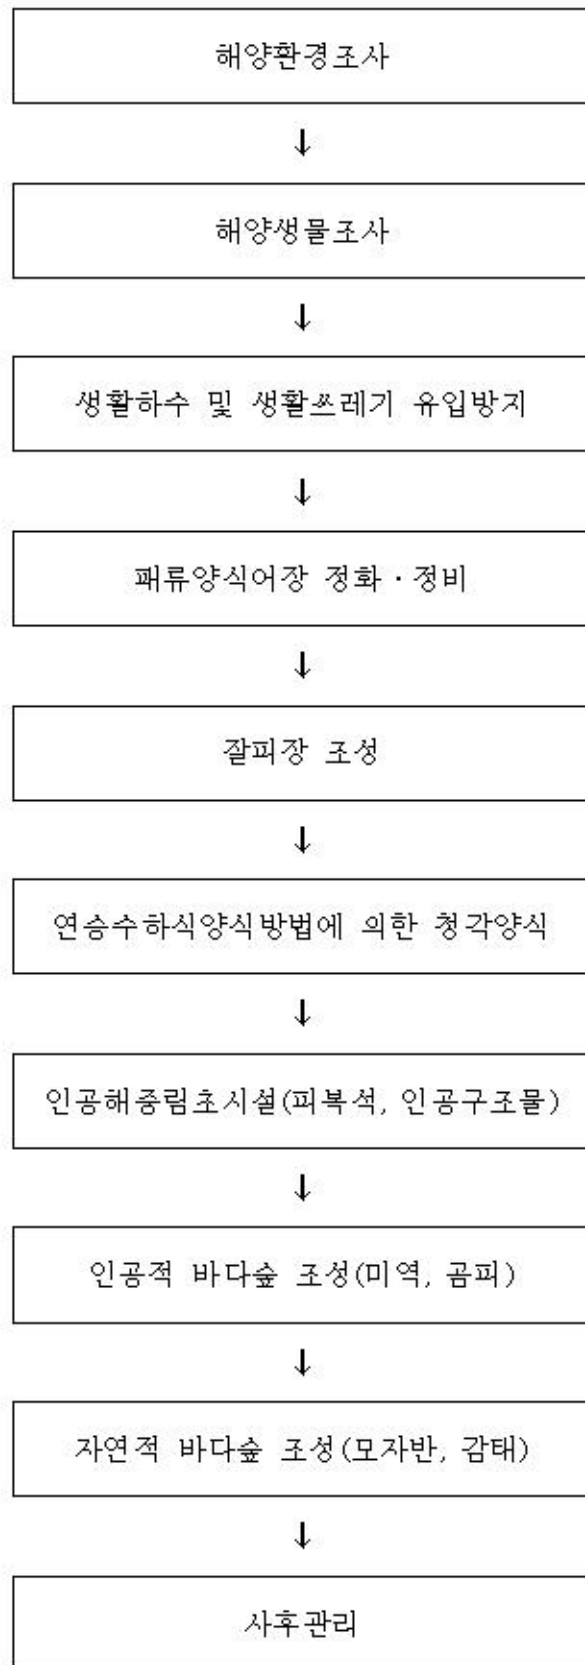 해양환경조사
↓
해양생물조사
↓
생활하수 및 생활쓰레기 유입방지
↓
패류양식어장 정화·정비
↓
잘피장 조성
↓
연승수하식양식방법에 의한 청각양식
↓
인공해중림초시설(피복석, 인공구조물)
↓
인공적 바다숲 조성(미역, 곰피)
↓
자연적 바다숲 조성(모자반, 감태)
↓
사후관리